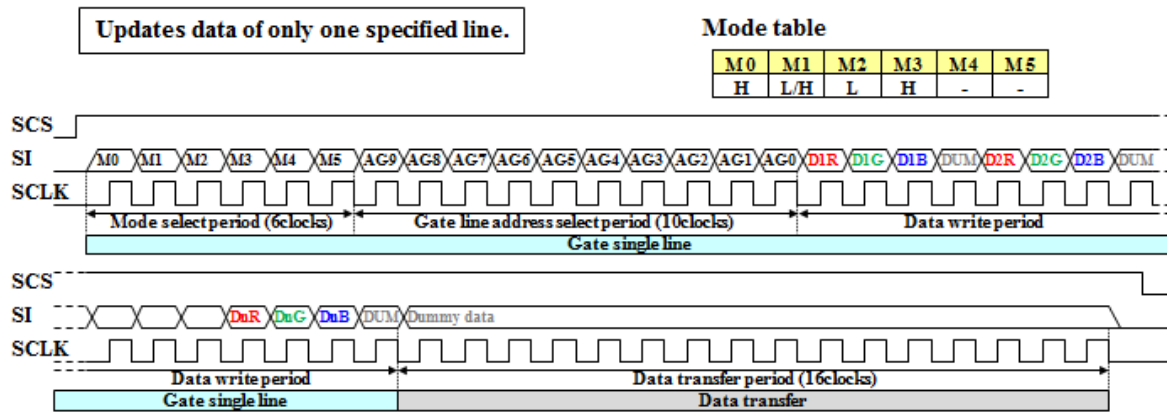 Updates data of only one specified line.
Mode table
M0 M1 M2 M3 M4 M5
H L/H L H - -
SCS
SI M0 M1 M2 M3 M4 M5 AG9 AG8 AG7 AG6 AG5 AG4 AG3 AG2 AG1 AG0 D1R D1G D1B DUM D2R D2G D2B DUM
SCLK
Mode select period (6clocks) Gate line address select period (10clocks) Data write period
Gate single line
SCS
SI DnR DnG DnB DUM Dummy data
SCLK
Data write period Data transfer period (16clocks)
Gate single line Data transfer